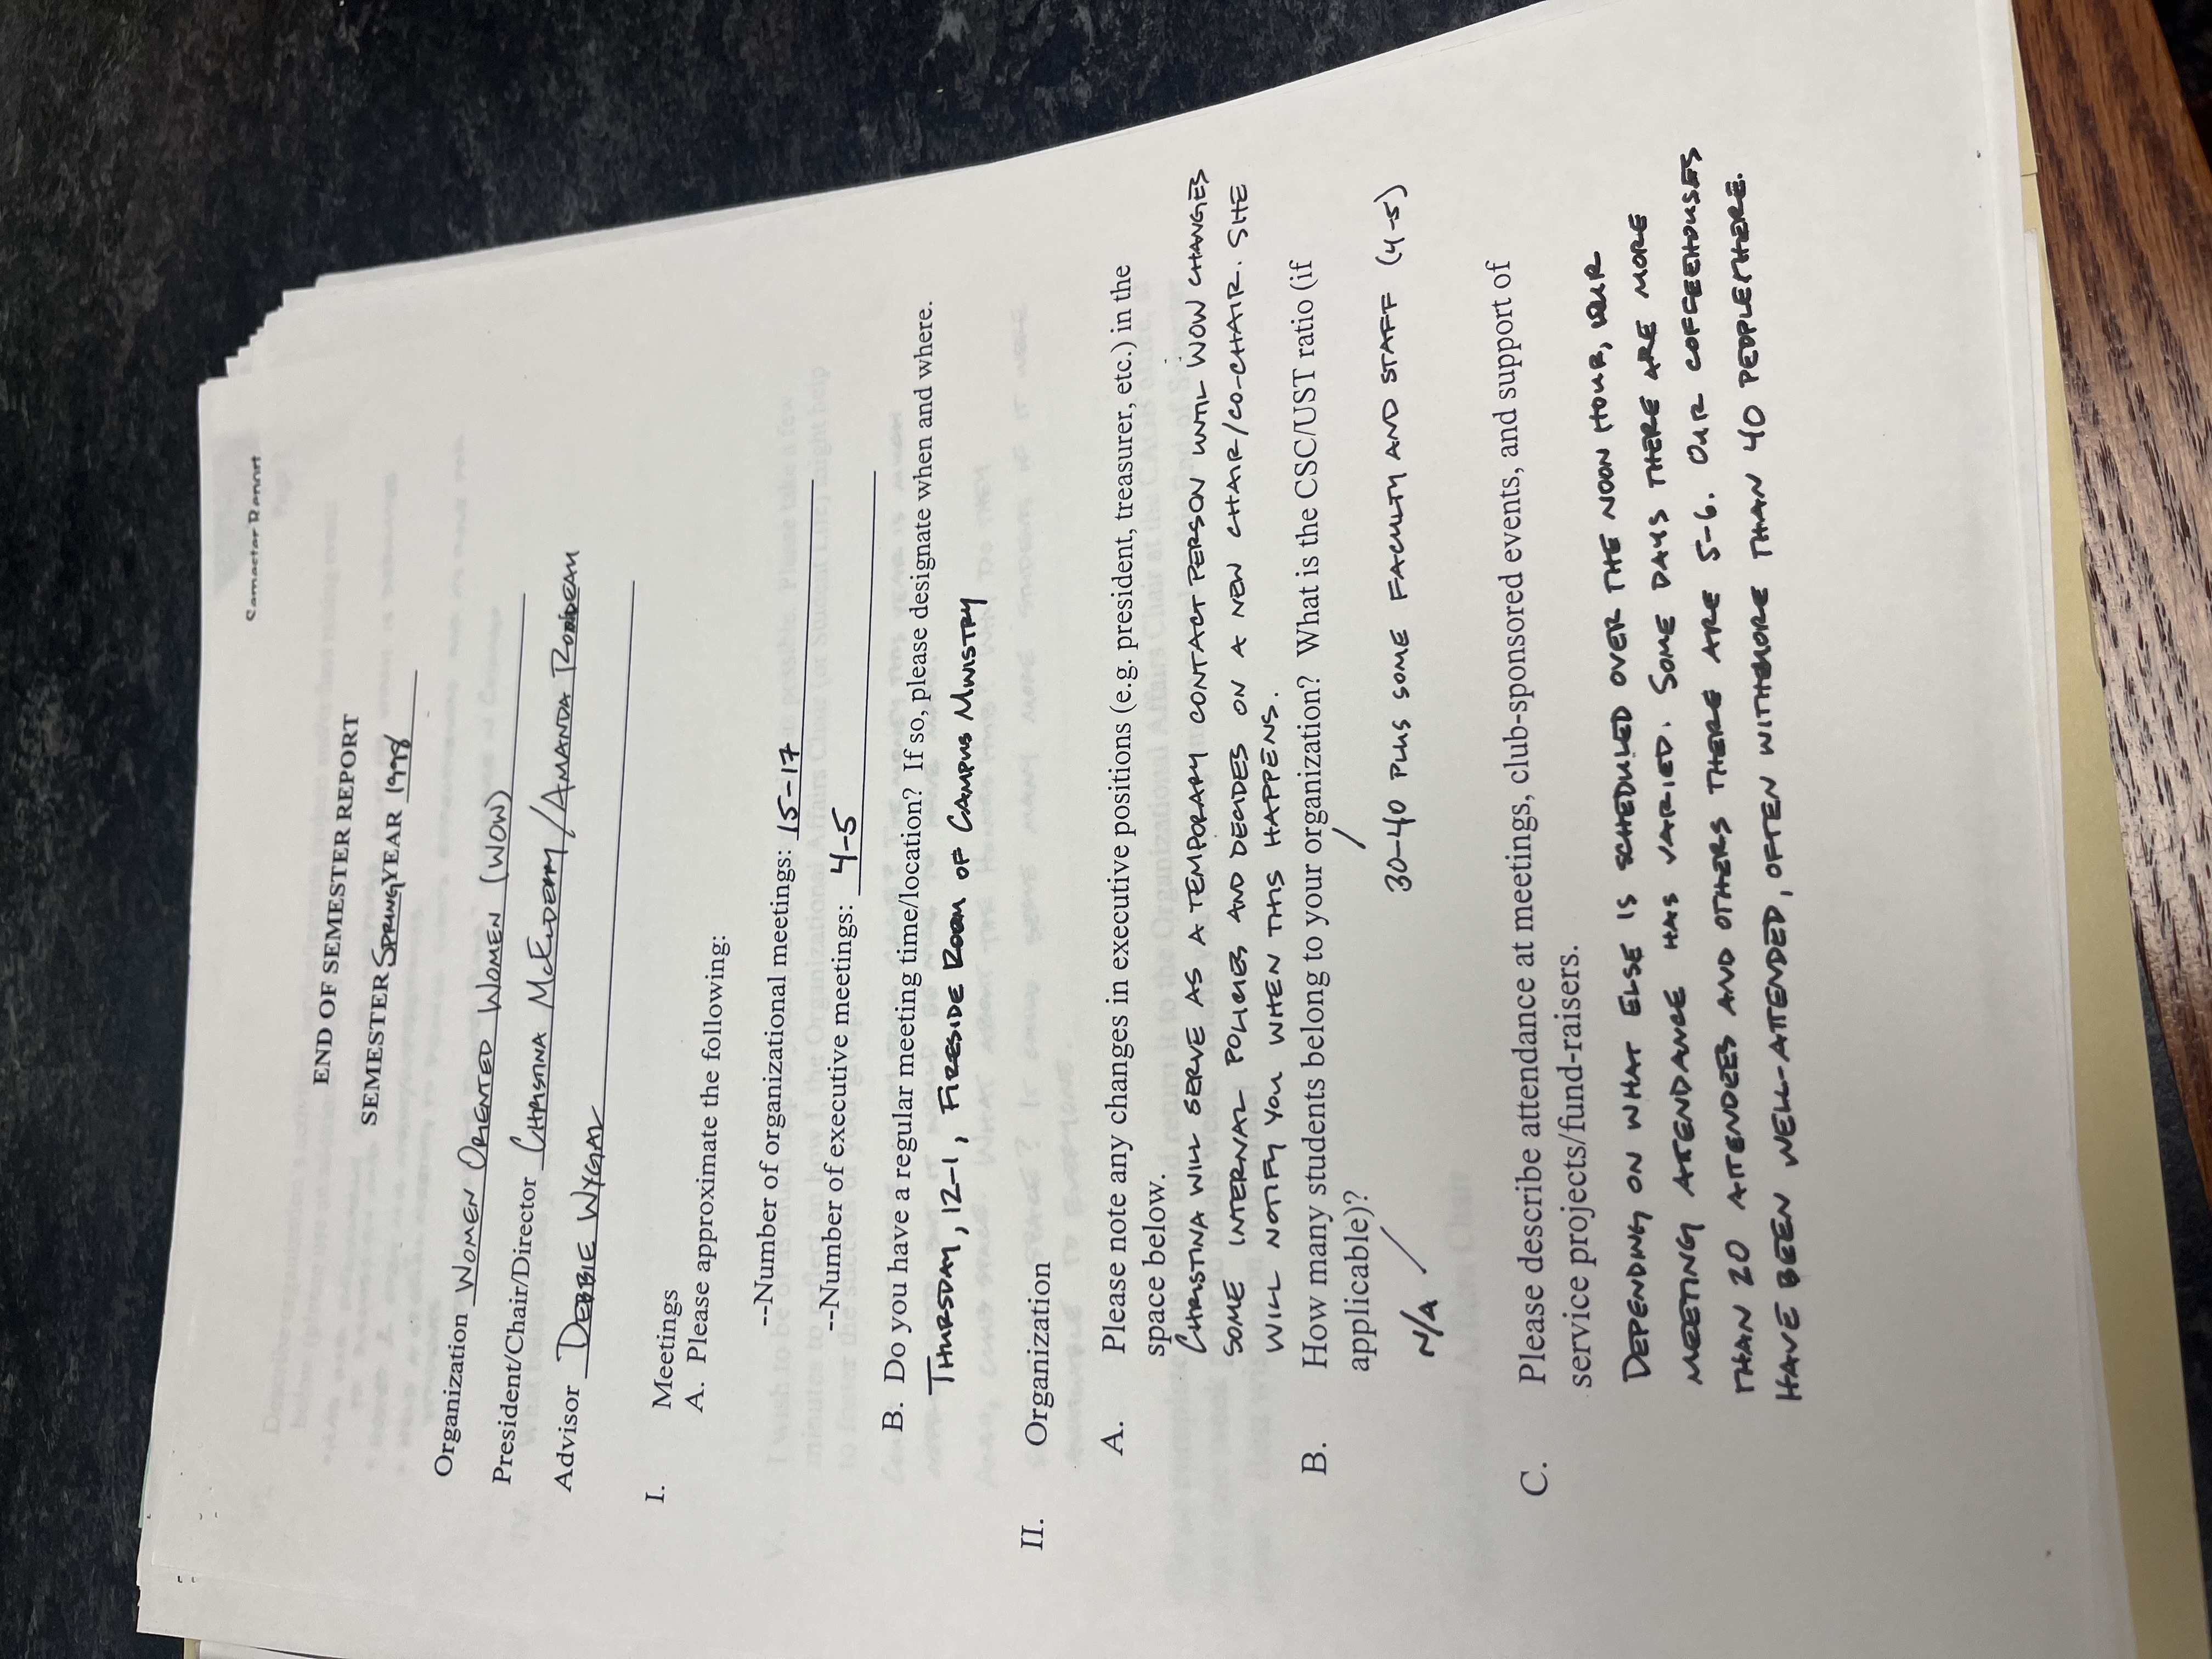 Semester Report
END OF SEMESTER REPORT
SEMESTER SPRING YEAR 1998
Organization WOMEN ORIENTED WOMEN (WOW)
President/Chair/Director CHRISTINA MCELDERRY / AMANDA
Advisor DEBBIE WYGAL
I. Meetings
A. Please approximate the following:
--Number of organizational meetings: 15-17
--Number of executive meetings: 4-5
B. Do you have a regular meeting time/location? If so, please designate when and where.
THURSDAY, 12-1, FIRESIDE ROOM OF CAMPUS MINISTRY
II. Organization
A. Please note any changes in executive positions (e.g. president, treasurer, etc.) in the
space below.
CHRISTINA WILL SERVE AS A TEMPORARY CONTACT PERSON UNTIL WOW CHANGES
SOME INTERNAL POLICIES AND DECIDES ON A NEW CHAIR/CO-CHAIR. SHE
WILL NOTIFY YOU WHEN THIS HAPPENS.
B. How many students belong to your organization? What is the CSC/UST ratio (if
applicable)?
30-40 PLUS SOME FACULTY AND STAFF (4-5)
N/A
C. Please describe attendance at meetings, club-sponsored events, and support of
service projects/fund-raisers.
DEPENDING ON WHAT ELSE IS SCHEDULED OVER THE NOON HOUR, OUR
MEETING ATTENDANCE HAS VARIED. SOME DAYS THERE ARE MORE
THAN 20 ATTENDEES AND OTHERS THERE ARE 5-6. OUR COFFEEHOUSES
HAVE BEEN WELL-ATTENDED, OFTEN WITH MORE THAN 40 PEOPLE THERE.